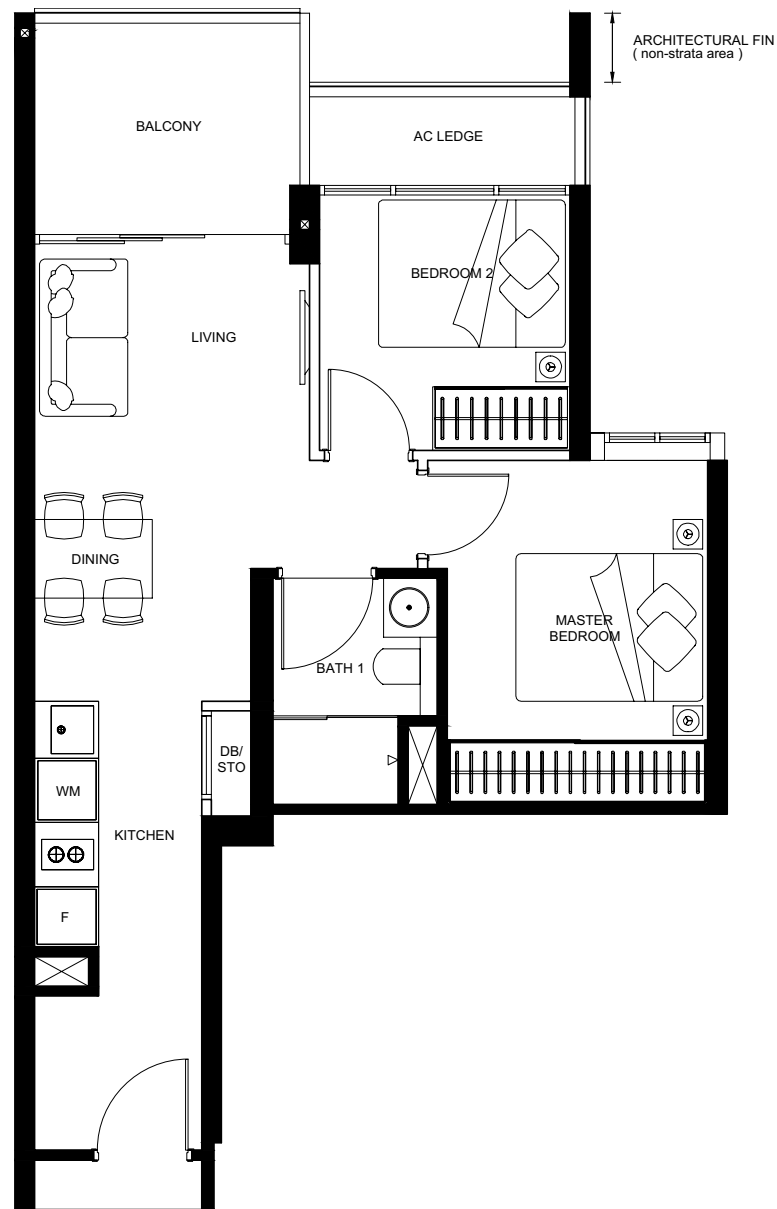 ARCHITECTURAL FIN
( non-strata area )
BALCONY
AC LEDGE
BEDROOM 2
LIVING
DINING
MASTER
BEDROOM
BATH 1
DB/
STO
WM
KITCHEN
F